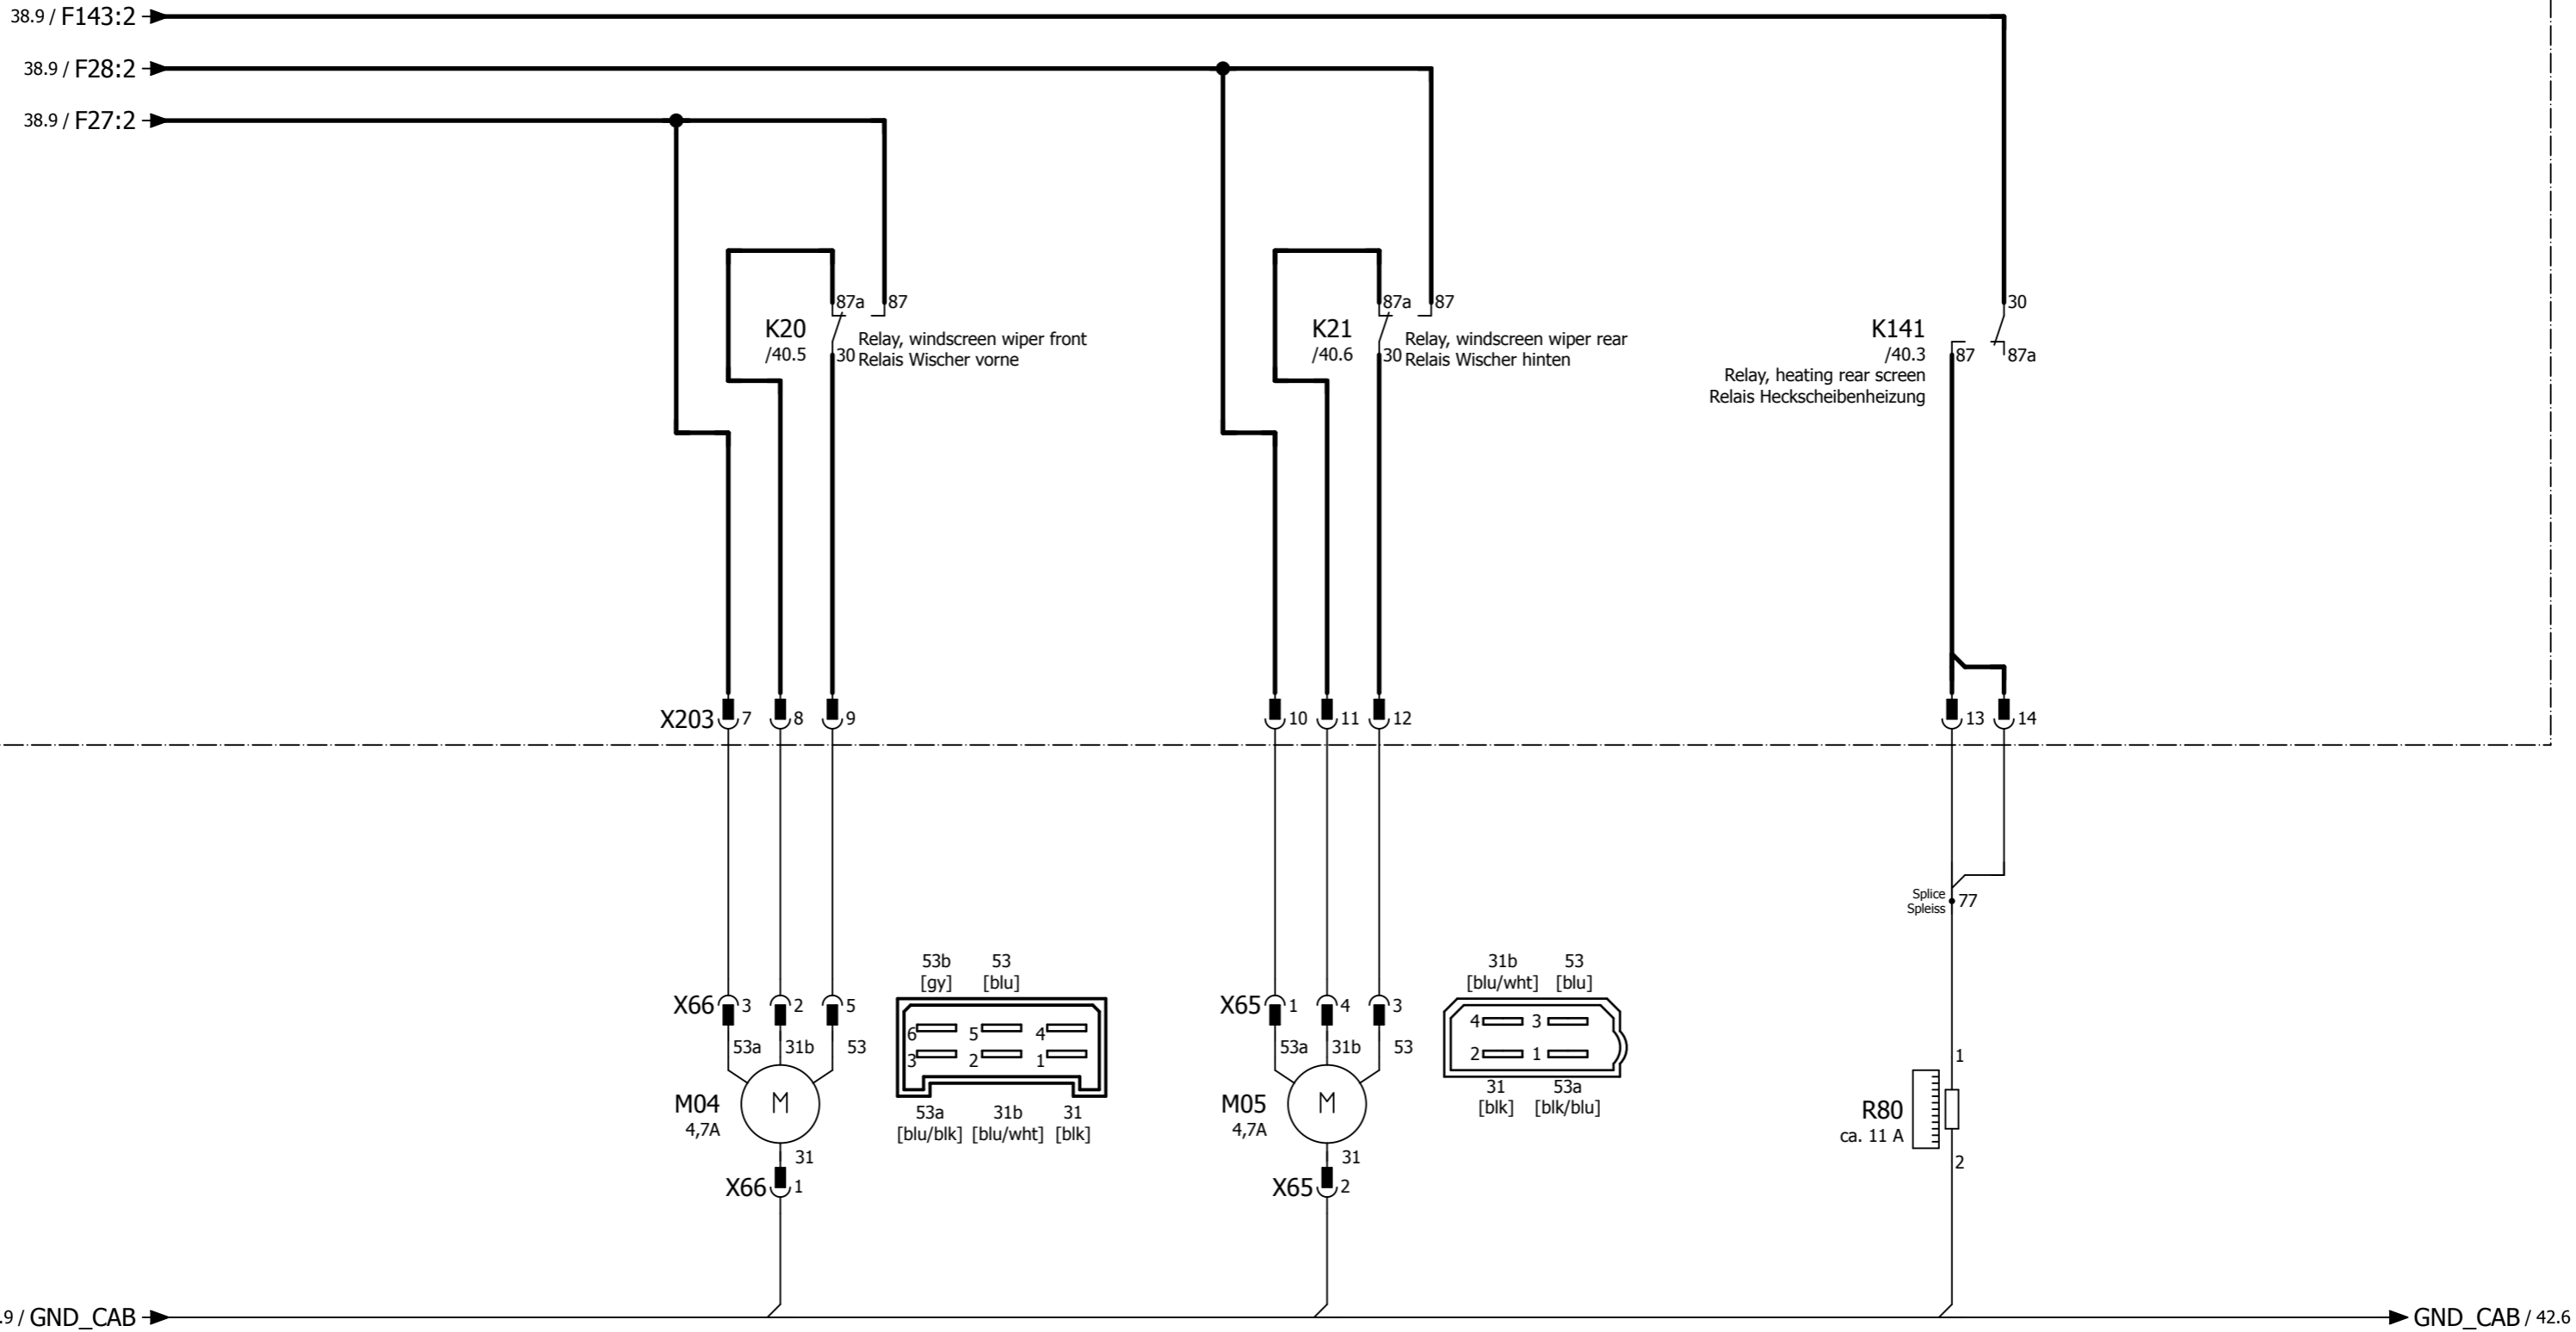 38.9 / F143:2
38.9 / F28:2
38.9 / F27:2
87a 87
K20
/40.5
30
Relay, windscreen wiper front
Relais Wischer vorne
87a 87
K21
/40.6
30
Relay, windscreen wiper rear
Relais Wischer hinten
30
K141
/40.3
87 87a
Relay, heating rear screen
Relais Heckscheibenheizung
X203 7 8 9 10 11 12 13 14
Splice
Spleiss
77
X66 3 2 5
53a 31b 53
M04
4,7A
M
31
X66 1
53b 53
[gy] [blu]
6 5 4
3 2 1
53a 31b 31
[blu/blk] [blu/wht] [blk]
X65 1 4 3
53a 31b 53
M05
4,7A
M
31
X65 2
31b 53
[blu/wht] [blu]
4 3
2 1
31 53a
[blk] [blk/blu]
1
R80
ca. 11 A
2
.9 / GND_CAB
GND_CAB / 42.6